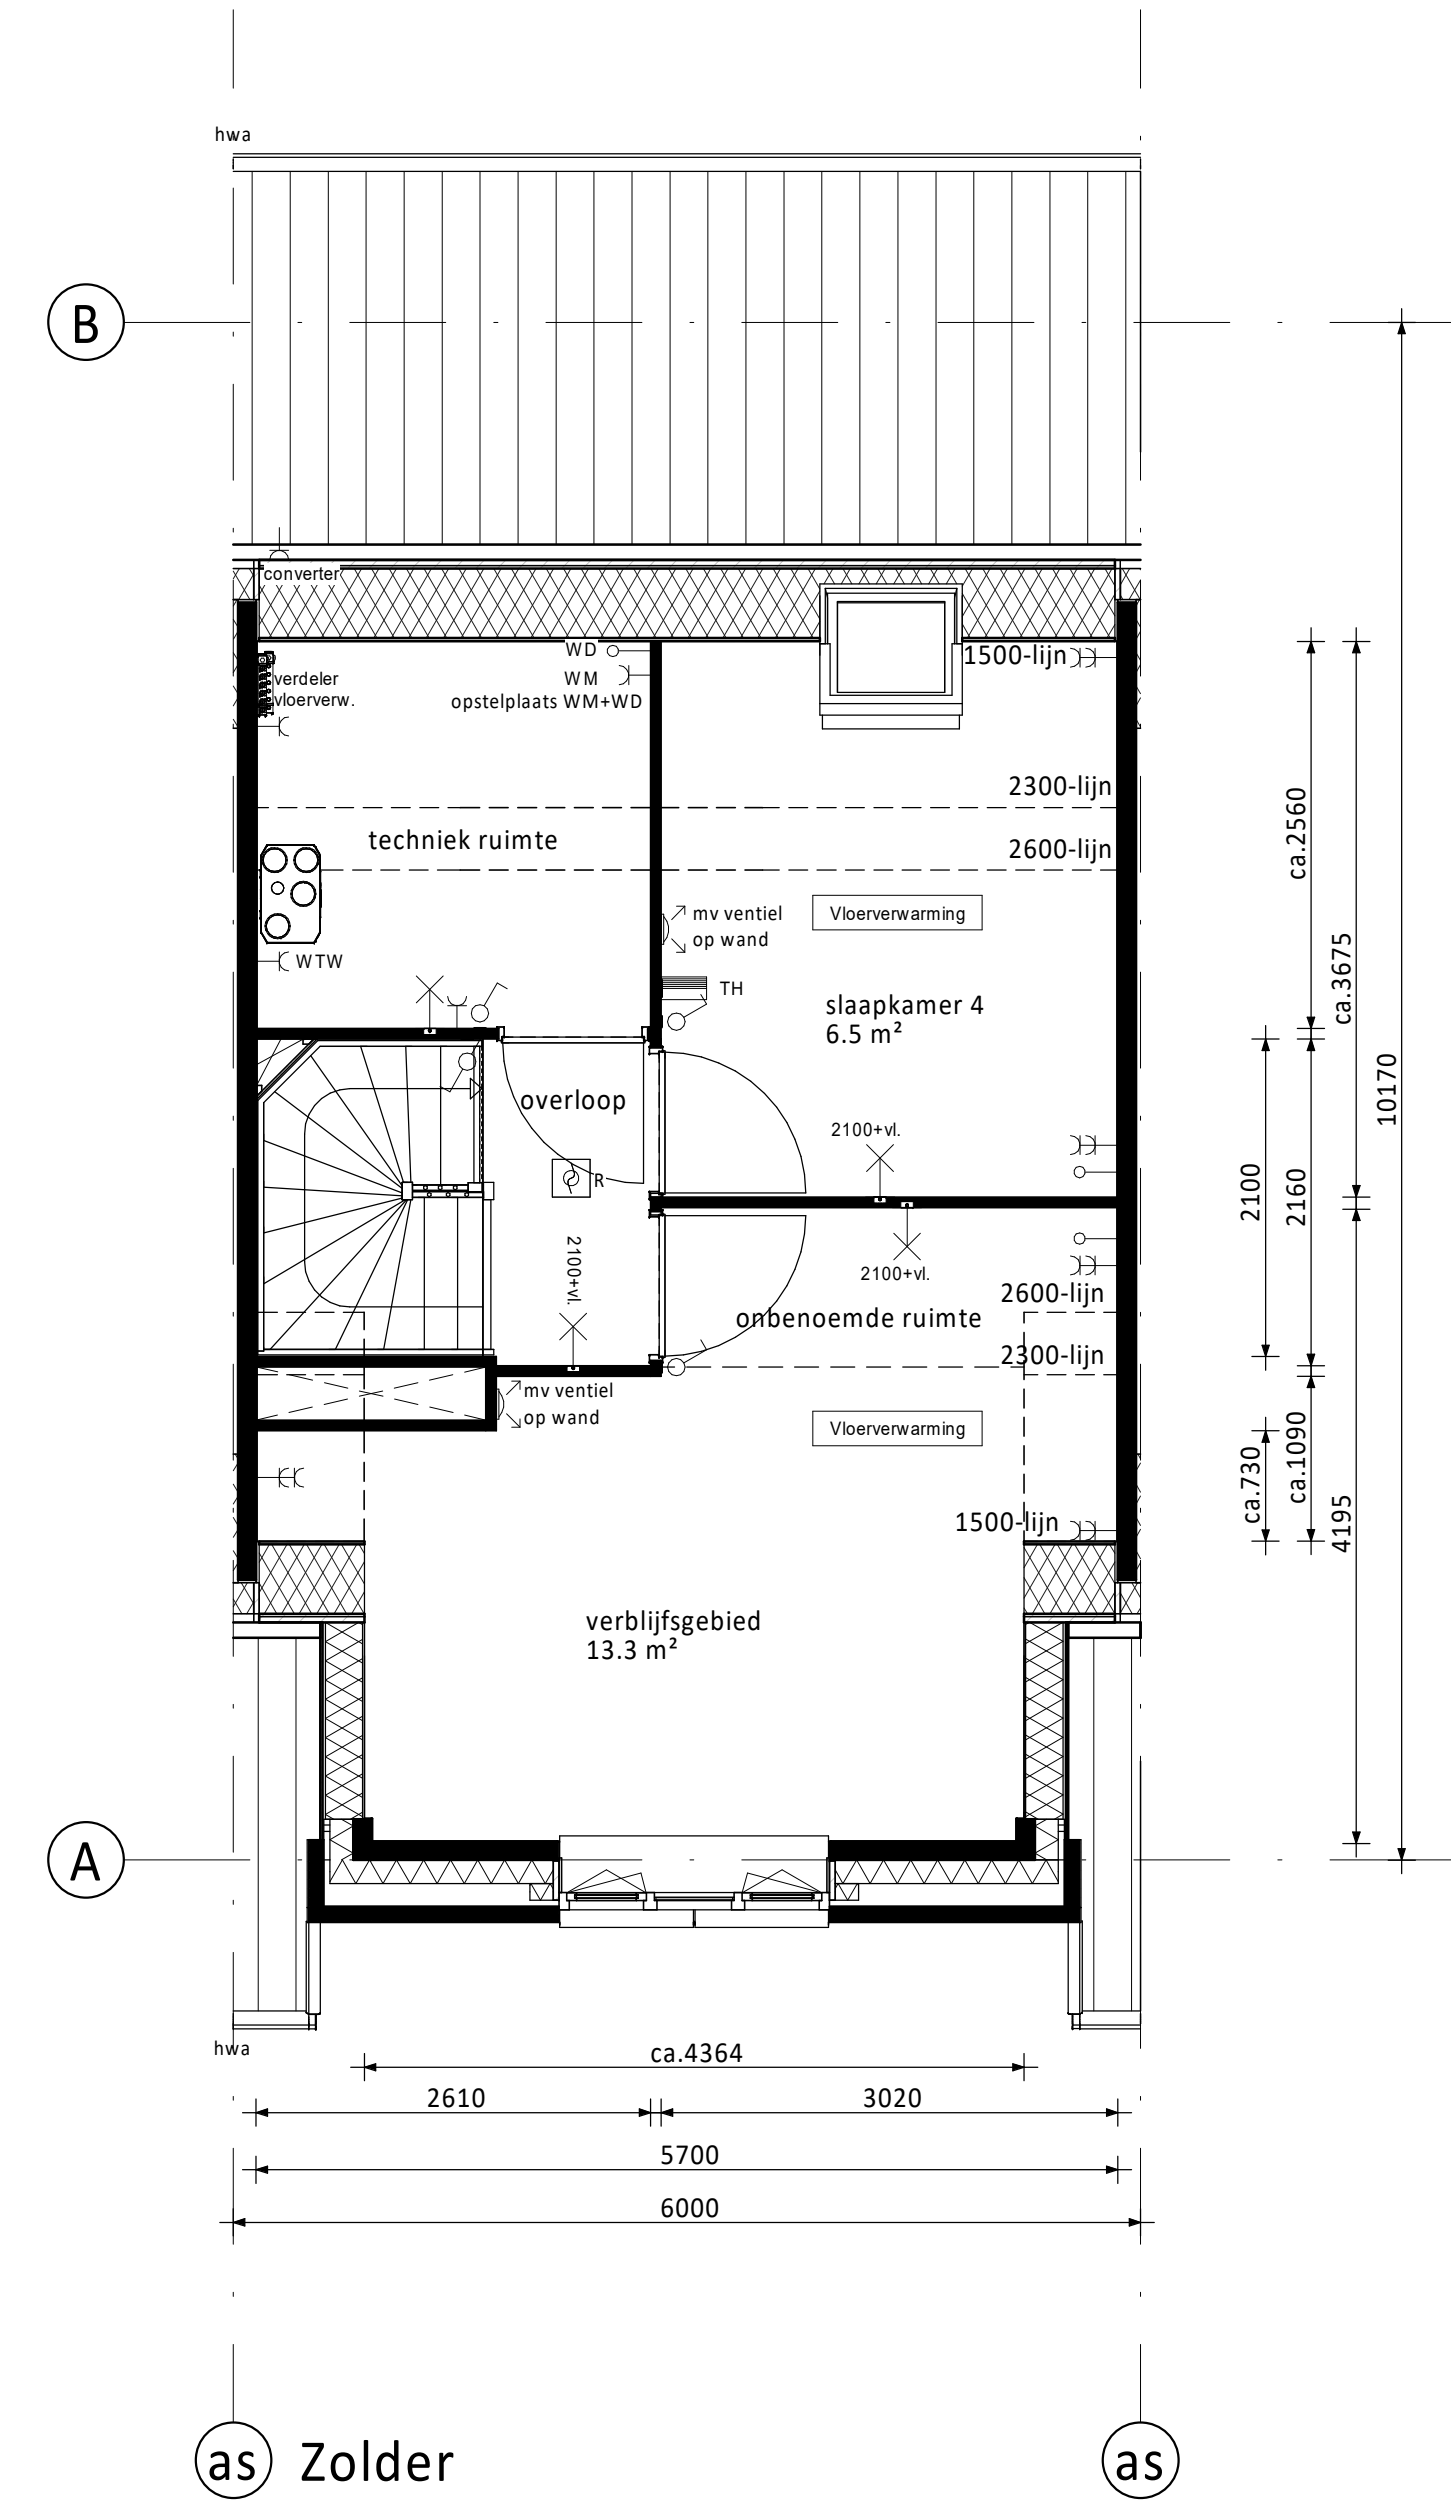 hwa
B
converter
WD
1500-lijn
WM
verdeler
vloerverw.
opstelplaats WM+WD
2300-lijn
techniek ruimte
2600-lijn
ca.2560
Vloerverwarming
mv ventiel
op wand
WTW
ca.3675
TH
slaapkamer 4
6.5 m²
10170
overloop
2100+vl.
R
2100
2160
2100+vl.
2100+vl.
2600-lijn
onbenoemde ruimte
2300-lijn
mv ventiel
op wand
Vloerverwarming
ca.730
ca.1090
4195
1500-lijn
verblijfsgebied
13.3 m²
A
hwa
ca.4364
2610
3020
5700
6000
as
Zolder
as